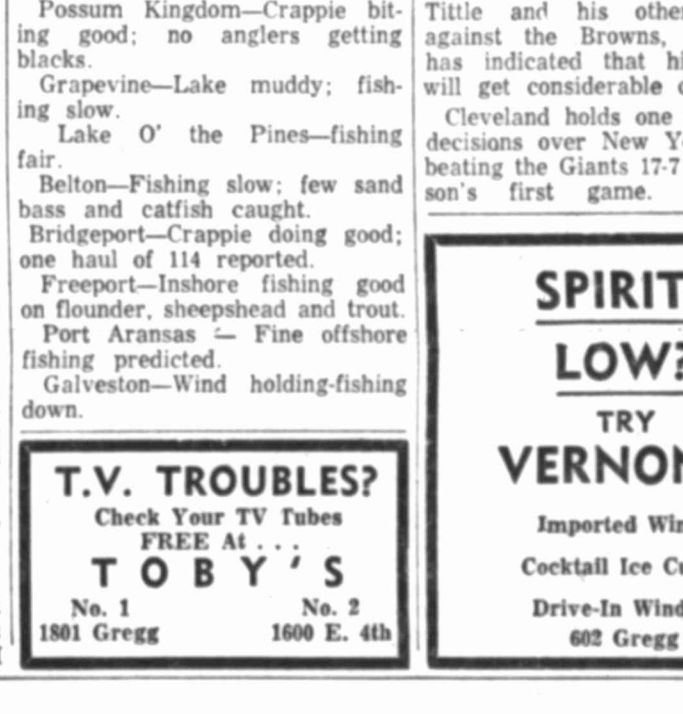 Possum Kingdom—Crappie bit-
ing good; no anglers getting
blacks.
Grapevine—Lake muddy; fish-
ing slow.
Lake O' the Pines—fishing
fair.
Belton—Fishing slow; few sand
bass and catfish caught.
Bridgeport—Crappie doing good;
one haul of 114 reported.
Freeport—Inshore fishing good
on flounder, sheepshead and trout.
Port Aransas — Fine offshore
fishing predicted.
Galveston—Wind holding-fishing
down.
T.V. TROUBLES?
Check Your TV Tubes
FREE At . . .
TOBY'S
No. 1 No. 2
1801 Gregg 1600 E. 4th
Tittle and his other
against the Browns,
has indicated that hi
will get considerable
Cleveland holds one
decisions over New Y
beating the Giants 17-7
son's first game.
SPIRIT
LOW?
TRY
VERNON
Imported Win
Cocktail Ice Cu
Drive-In Wind
602 Gregg